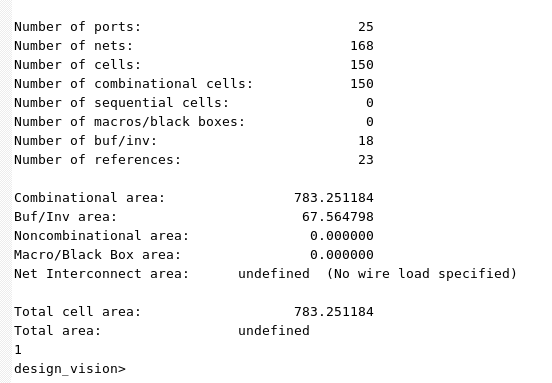 Number of ports: 25
Number of nets: 168
Number of cells: 150
Number of combinational cells: 150
Number of sequential cells: 0
Number of macros/black boxes: 0
Number of buf/inv: 18
Number of references: 23
Combinational area: 783.251184
Buf/Inv area: 67.564798
Noncombinational area: 0.000000
Macro/Black Box area: 0.000000
Net Interconnect area: undefined (No wire load specified)
Total cell area: 783.251184
Total area: undefined
1
design_vision>